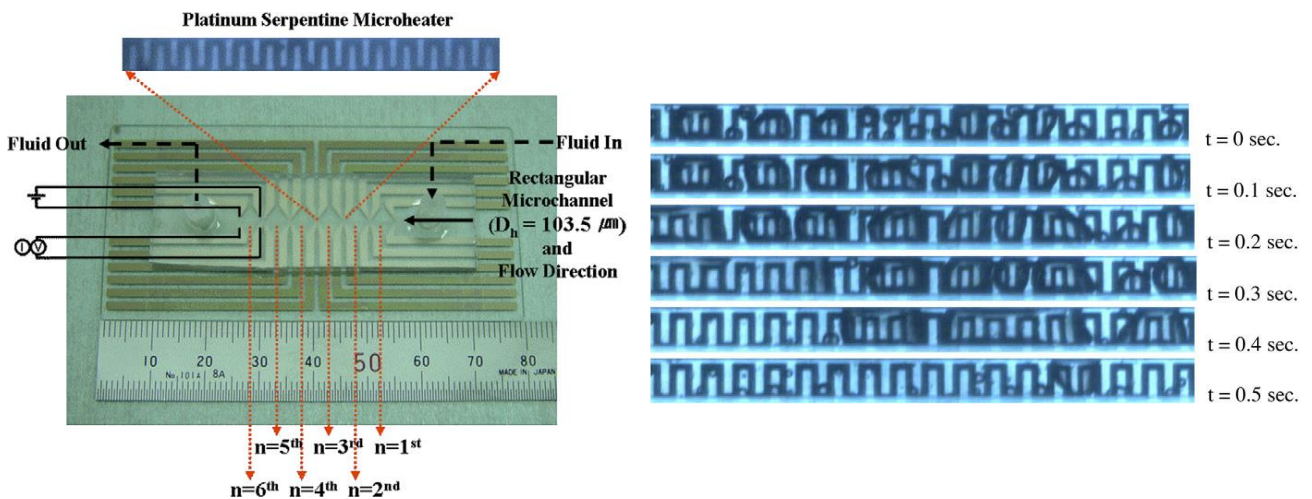 Platinum Serpentine Microheater
Fluid Out
Fluid In
Rectangular
Microchannel
(Dh = 103.5 μm)
and
Flow Direction
I V
10 20 30 40 50 60 70 80
No.101A 8A
MADE IN JAPAN
n=5th n=3rd n=1st
n=6th n=4th n=2nd
t = 0 sec.
t = 0.1 sec.
t = 0.2 sec.
t = 0.3 sec.
t = 0.4 sec.
t = 0.5 sec.